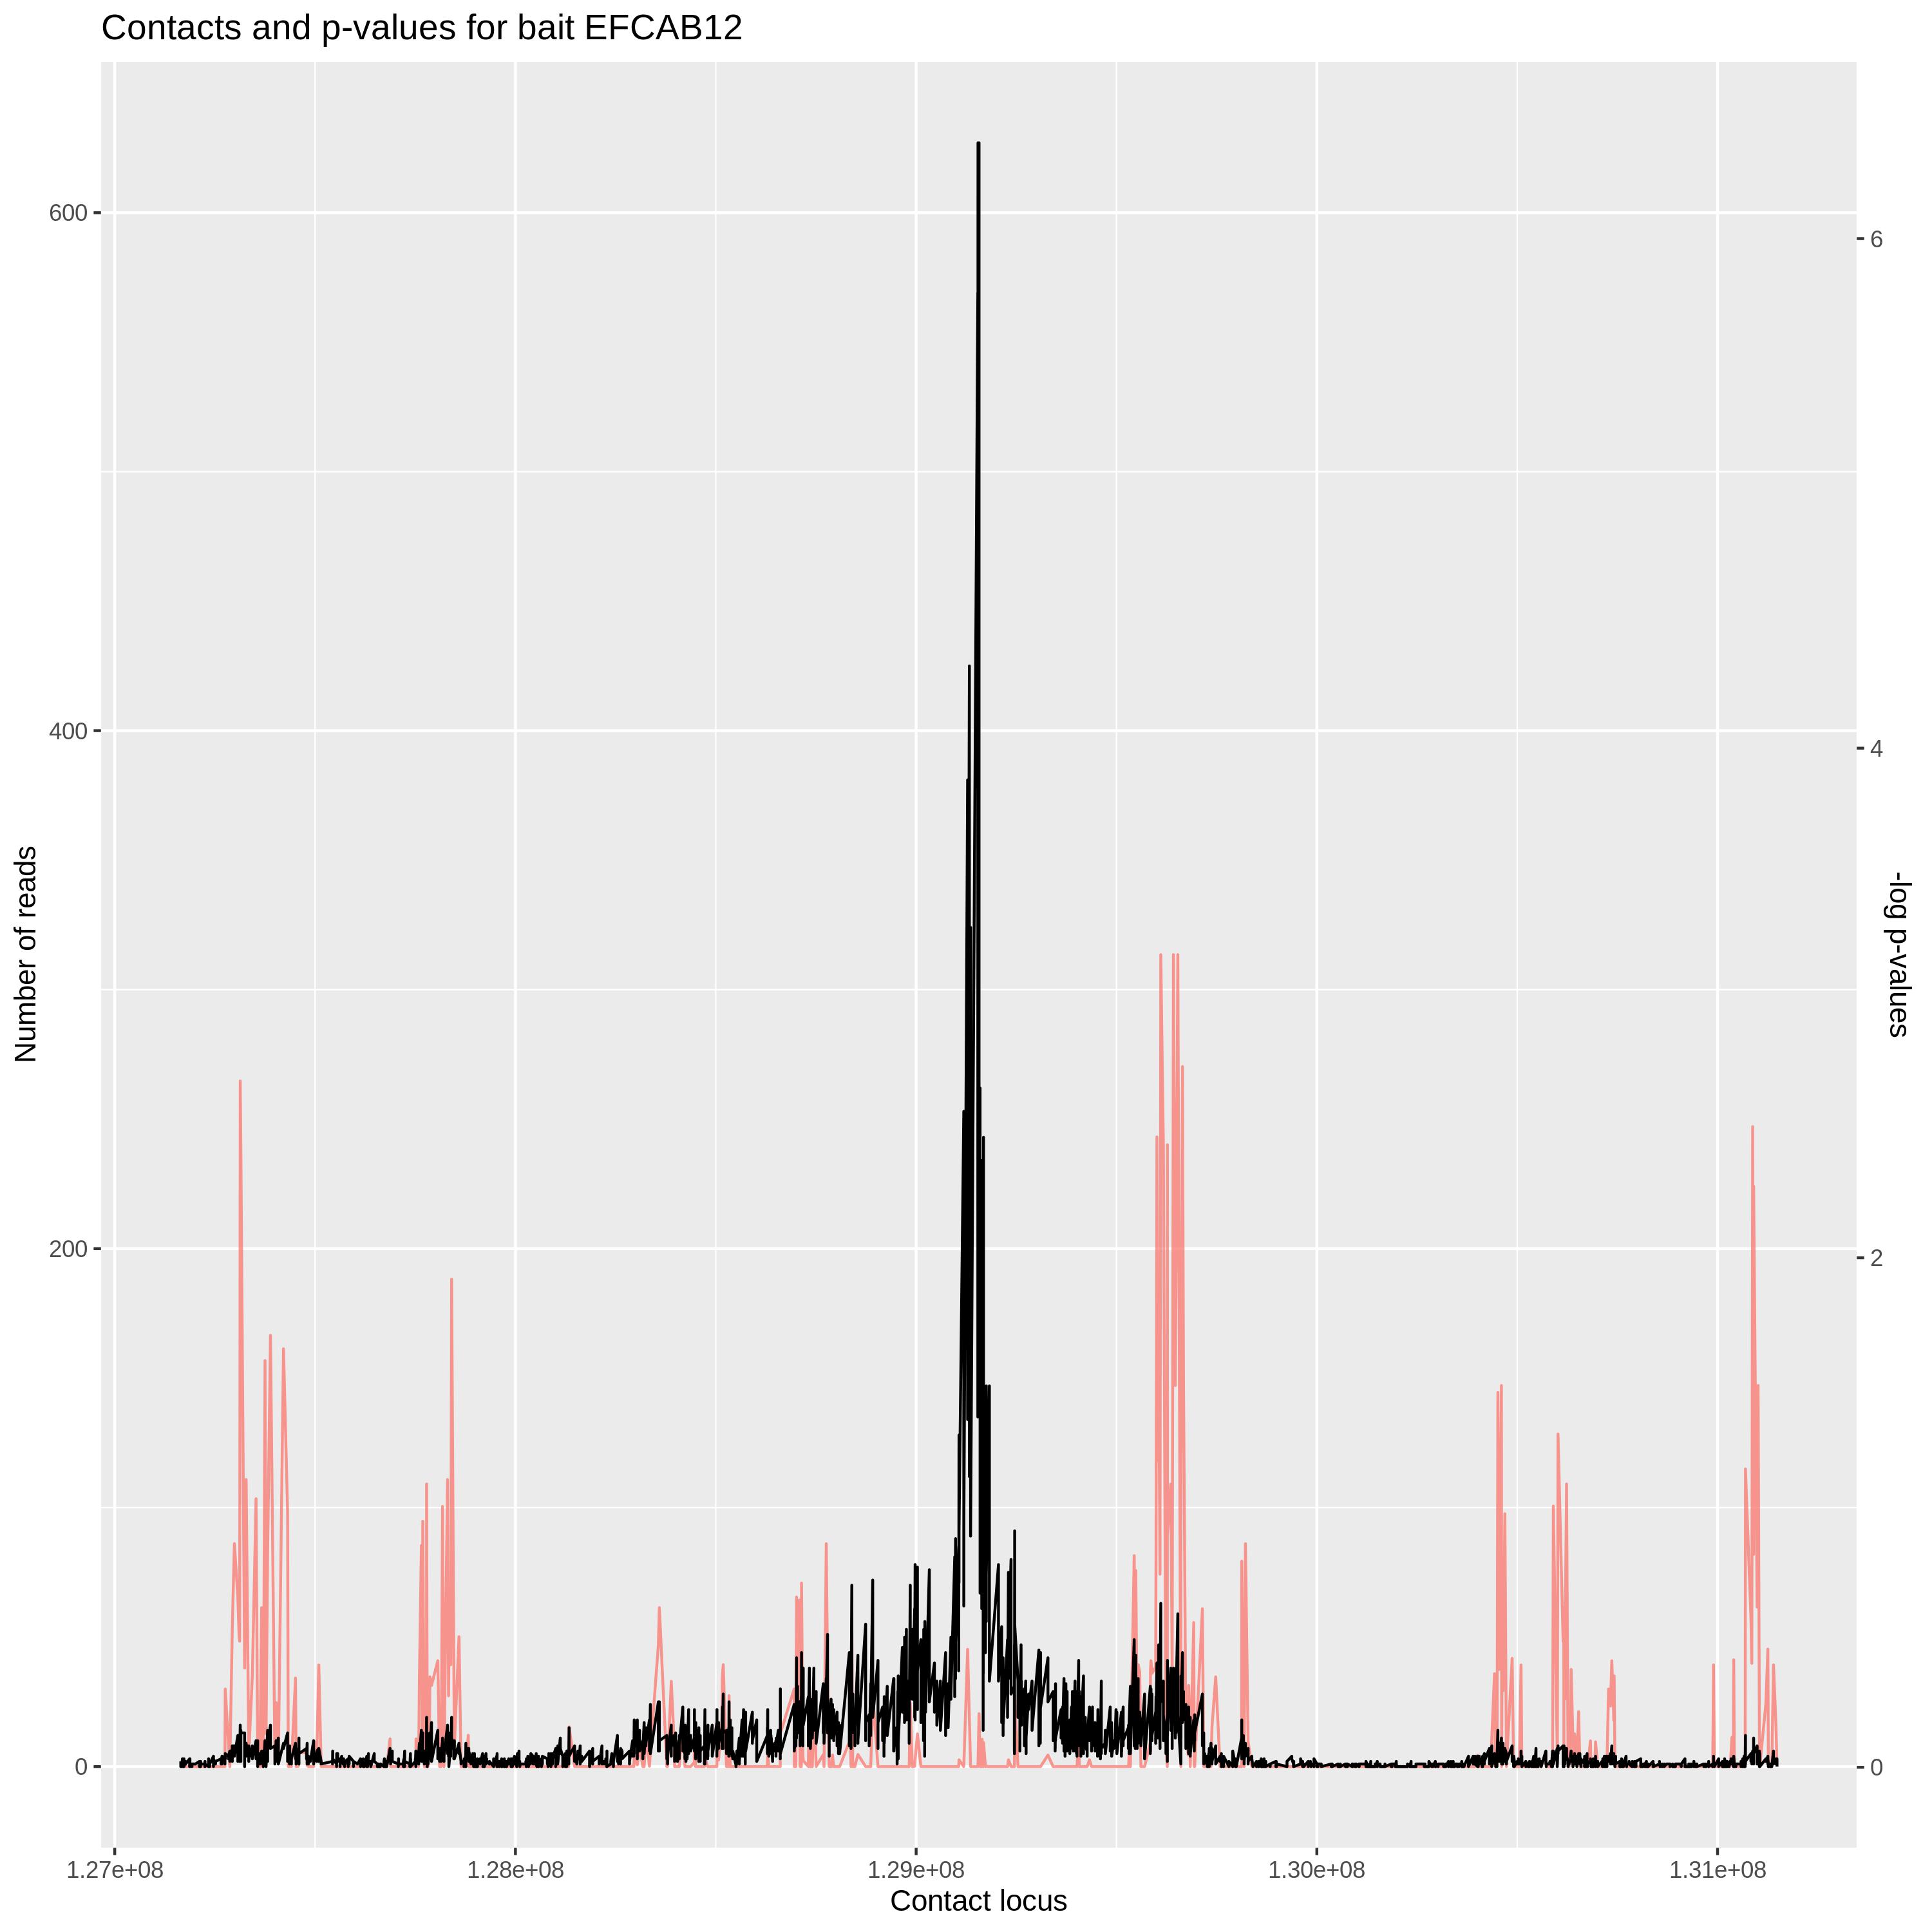 Contacts and p-values for bait EFCAB12
600
400
200
0
Number of reads
6
4
2
0
-log p-values
1.27e+08 1.28e+08 1.29e+08 1.30e+08 1.31e+08
Contact locus